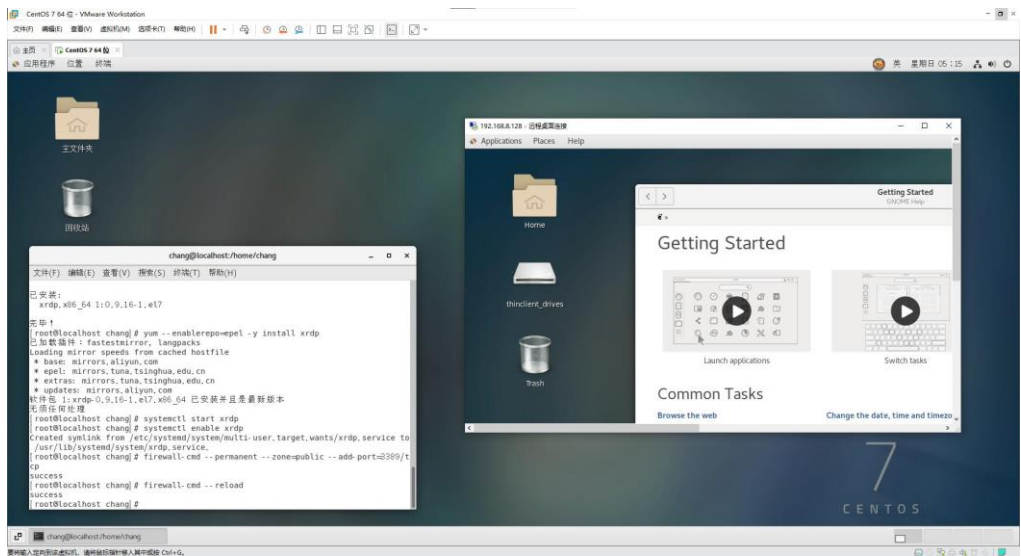 CentOS 7 64 位 - VMware Workstation
文件(F) 编辑(E) 查看(V) 虚拟机(M) 选项卡(T) 帮助(H)
主页 CentOS 7 64 位
应用程序 位置 终端
英 星期日 05:15
主文件夹
回收站
192.168.8.128 - 远程桌面连接
Applications Places Help
Home
thinclient_drives
Trash
Getting Started
GNOME Help
Getting Started
Launch applications
Switch tasks
Common Tasks
Browse the web
Change the date, time and timezo
chang@localhost:/home/chang
文件(F) 编辑(E) 查看(V) 搜索(S) 终端(T) 帮助(H)
已安装:
xrdp.x86_64 1:0.9.16-1.el7
完毕！
[root@localhost chang]# yum --enablerepo=epel -y install xrdp
已加载插件：fastestmirror, langpacks
Loading mirror speeds from cached hostfile
* base: mirrors.aliyun.com
* epel: mirrors.tuna.tsinghua.edu.cn
* extras: mirrors.tuna.tsinghua.edu.cn
* updates: mirrors.aliyun.com
软件包 1:xrdp-0.9.16-1.el7.x86_64 已安装并且是最新版本
无须任何处理
[root@localhost chang]# systemctl start xrdp
[root@localhost chang]# systemctl enable xrdp
Created symlink from /etc/systemd/system/multi-user.target.wants/xrdp.service to
/usr/lib/systemd/system/xrdp.service.
[root@localhost chang]# firewall-cmd --permanent --zone=public --add-port=3389/t
cp
success
[root@localhost chang]# firewall-cmd --reload
success
[root@localhost chang]#
7
CENTOS
chang@localhost:/home/chang
要将输入定向到该虚拟机，请将鼠标指针移入其中或按 Ctrl+G。